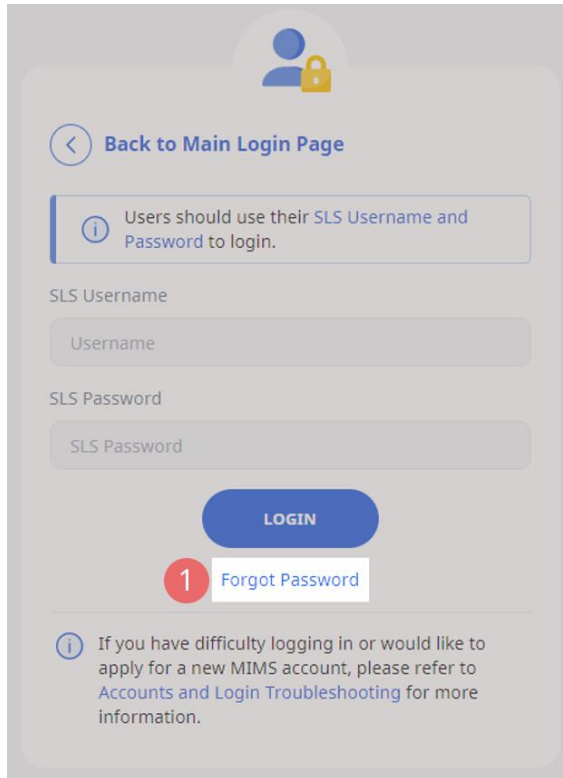 Back to Main Login Page
Users should use their SLS Username and
Password to login.
SLS Username
Username
SLS Password
SLS Password
LOGIN
1 Forgot Password
If you have difficulty logging in or would like to
apply for a new MIMS account, please refer to
Accounts and Login Troubleshooting for more
information.